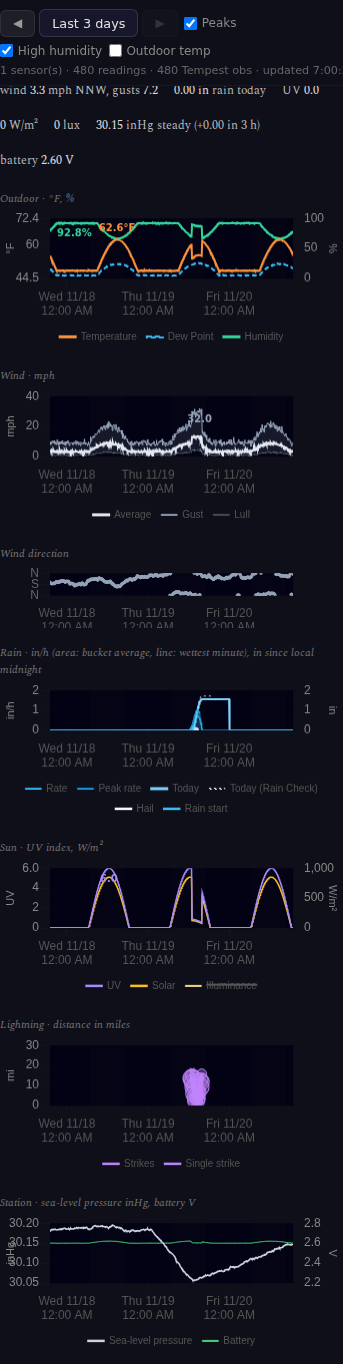 ◀ Last 3 days ▶ Peaks
High humidity Outdoor temp
1 sensor(s) · 480 readings · 480 Tempest obs · updated 7:00:
wind 3.3 mph NNW, gusts 7.2 0.00 in rain today UV 0.0
0 W/m² 0 lux 30.15 inHg steady (+0.00 in 3 h)
battery 2.60 V
Outdoor · °F, %
72.4 100
92.8% 62.6°F
°F 60 50 %
44.5 0
Wed 11/18 Thu 11/19 Fri 11/20
12:00 AM 12:00 AM 12:00 AM
Temperature Dew Point Humidity
Wind · mph
40
32.0
mph 20
0
Wed 11/18 Thu 11/19 Fri 11/20
12:00 AM 12:00 AM 12:00 AM
Average Gust Lull
Wind direction
N
S
N
Wed 11/18 Thu 11/19 Fri 11/20
12:00 AM 12:00 AM 12:00 AM
Rain · in/h (area: bucket average, line: wettest minute), in since local
midnight
2 2
in/h 1 1 in
0 0
Wed 11/18 Thu 11/19 Fri 11/20
12:00 AM 12:00 AM 12:00 AM
Rate Peak rate Today Today (Rain Check)
Hail Rain start
Sun · UV index, W/m²
6.0 1,000
UV 4 500 W/m²
2
0 0
Wed 11/18 Thu 11/19 Fri 11/20
12:00 AM 12:00 AM 12:00 AM
UV Solar Illuminance
Lightning · distance in miles
30
mi 20
10
0
Wed 11/18 Thu 11/19 Fri 11/20
12:00 AM 12:00 AM 12:00 AM
Strikes Single strike
Station · sea-level pressure inHg, battery V
30.20 2.8
30.15 2.6
inHg V
30.10 2.4
30.05 2.2
Wed 11/18 Thu 11/19 Fri 11/20
12:00 AM 12:00 AM 12:00 AM
Sea-level pressure Battery